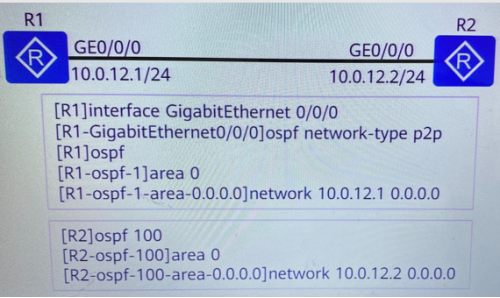 R1
R2
GE0/0/0
GE0/0/0
R
R
10.0.12.1/24
10.0.12.2/24
[R1]interface GigabitEthernet 0/0/0
[R1-GigabitEthernet0/0/0]ospf network-type p2p
[R1]ospf
[R1-ospf-1]area 0
[R1-ospf-1-area-0.0.0.0]network 10.0.12.1 0.0.0.0
[R2]ospf 100
[R2-ospf-100]area 0
[R2-ospf-100-area-0.0.0.0]network 10.0.12.2 0.0.0.0